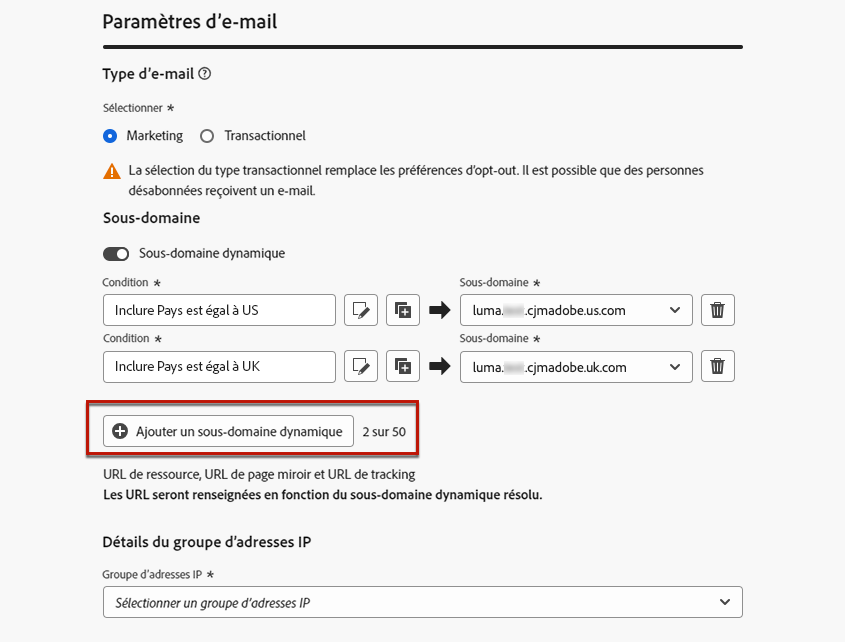 Paramètres d’e-mail
Type d’e-mail
Sélectionner *
Marketing Transactionnel
La sélection du type transactionnel remplace les préférences d’opt-out. Il est possible que des personnes
désabonnées reçoivent un e-mail.
Sous-domaine
Sous-domaine dynamique
Condition * Sous-domaine *
Inclure Pays est égal à US luma. .cjmadobe.us.com
Condition * Sous-domaine *
Inclure Pays est égal à UK luma. .cjmadobe.uk.com
Ajouter un sous-domaine dynamique 2 sur 50
URL de ressource, URL de page miroir et URL de tracking
Les URL seront renseignées en fonction du sous-domaine dynamique résolu.
Détails du groupe d’adresses IP
Groupe d’adresses IP *
Sélectionner un groupe d’adresses IP